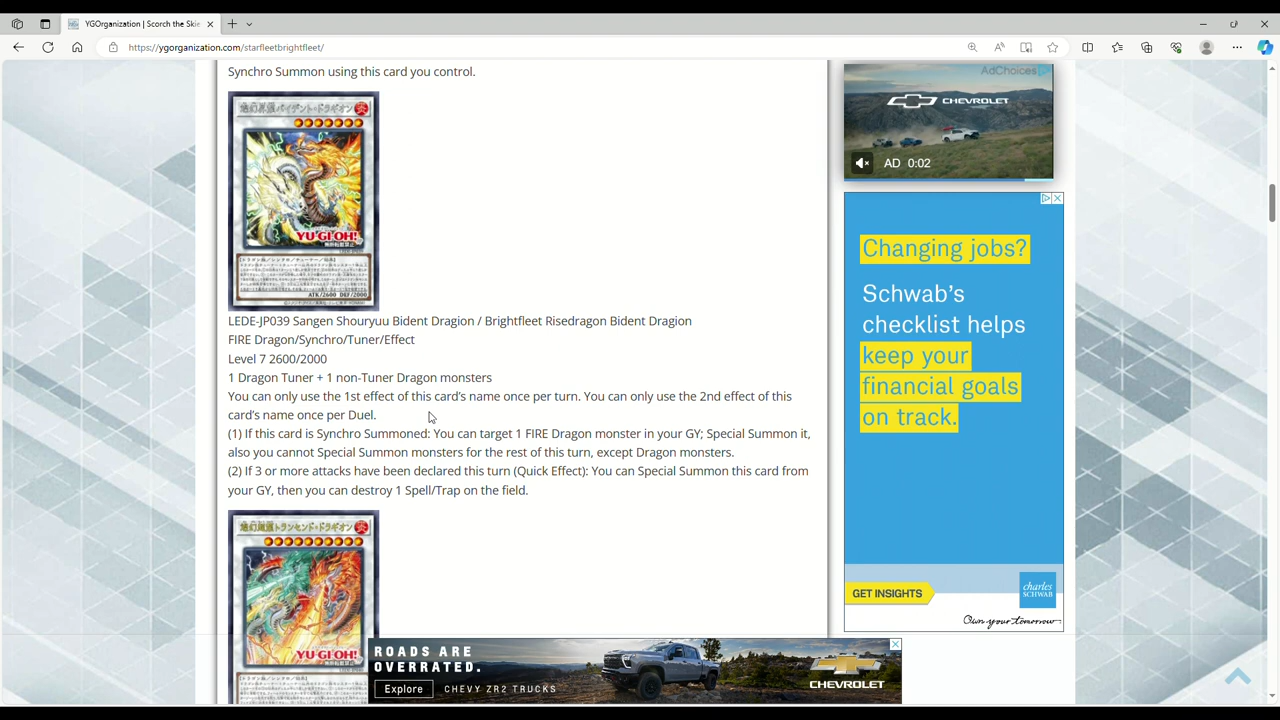 YGOrganization | Scorch the Skie
https://ygorganization.com/starfleetbrightfleet/
Synchro Summon using this card you control.
YU-GI-OH!
ATK/2600 DEF/2000
LEDE-JP039 Sangen Shouryuu Bident Dragion / Brightfleet Risedragon Bident Dragion
FIRE Dragon/Synchro/Tuner/Effect
Level 7 2600/2000
1 Dragon Tuner + 1 non-Tuner Dragon monsters
You can only use the 1st effect of this card's name once per turn. You can only use the 2nd effect of this
card's name once per Duel.
(1) If this card is Synchro Summoned: You can target 1 FIRE Dragon monster in your GY; Special Summon it,
also you cannot Special Summon monsters for the rest of this turn, except Dragon monsters.
(2) If 3 or more attacks have been declared this turn (Quick Effect): You can Special Summon this card from
your GY, then you can destroy 1 Spell/Trap on the field.
YU-GI-OH!
AdChoices
CHEVROLET
AD 0:02
Changing jobs?
Schwab's
checklist helps
keep your
financial goals
on track.
GET INSIGHTS
charles
SCHWAB
Own your tomorrow
ROADS ARE
OVERRATED.
Explore
CHEVY ZR2 TRUCKS
CHEVROLET